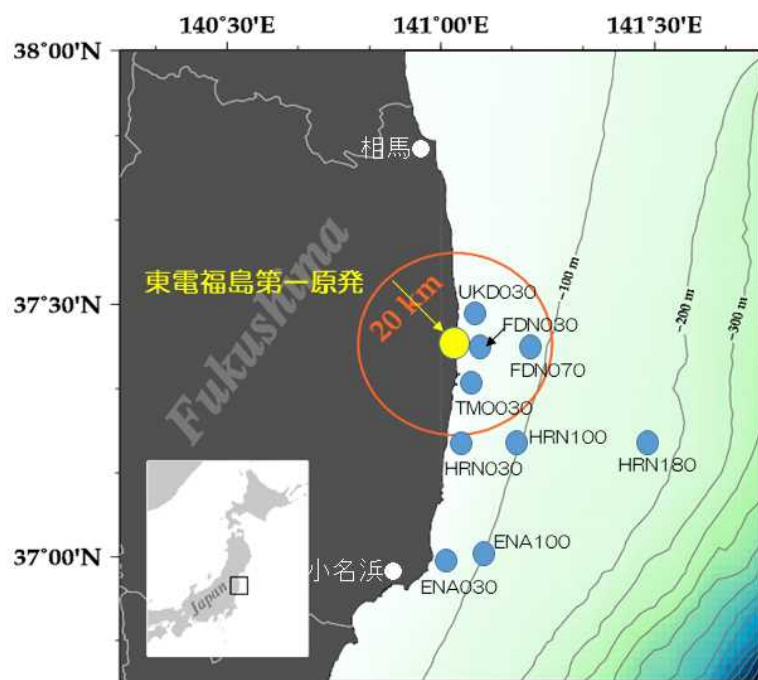 140°30'E
141°00'E
141°30'E
38°00'N
相馬
東電福島第一原発
Fukushima
20 km
37°30'N
UKD030
FDN030
FDN070
TMO030
HRN100
HRN030
HRN180
-100 m
-200 m
-300 m
37°00'N
小名浜
ENA100
ENA030
Japan